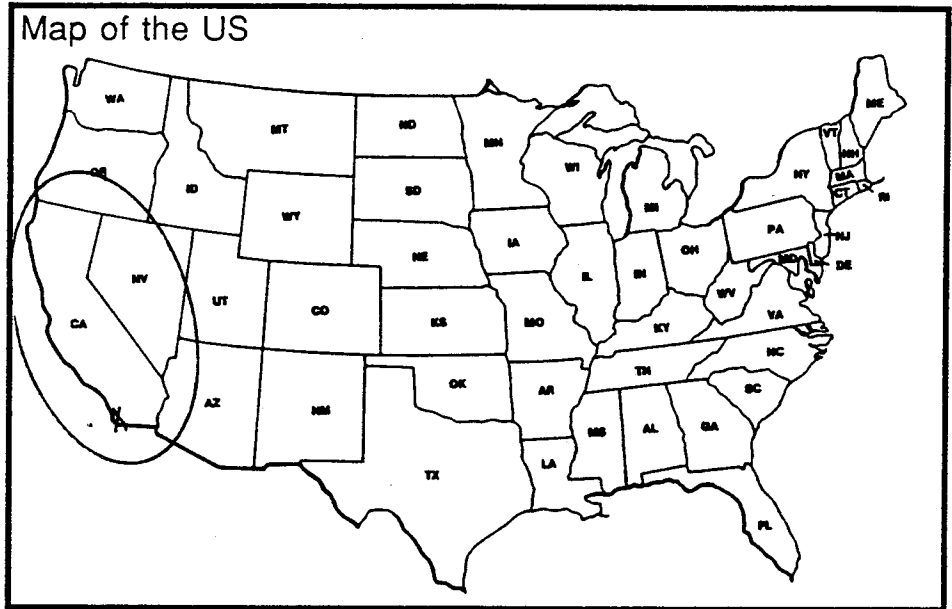 Map of the US
WA
MT
ND
MN
ME
VT
NH
OR
ID
SD
WI
NY
MA
CT
RI
WY
MI
IA
PA
NJ
NE
OH
MD
DE
NV
UT
CO
IL
IN
WV
VA
CA
KS
MO
KY
NC
TN
AZ
NM
OK
AR
SC
MS
AL
GA
LA
TX
FL